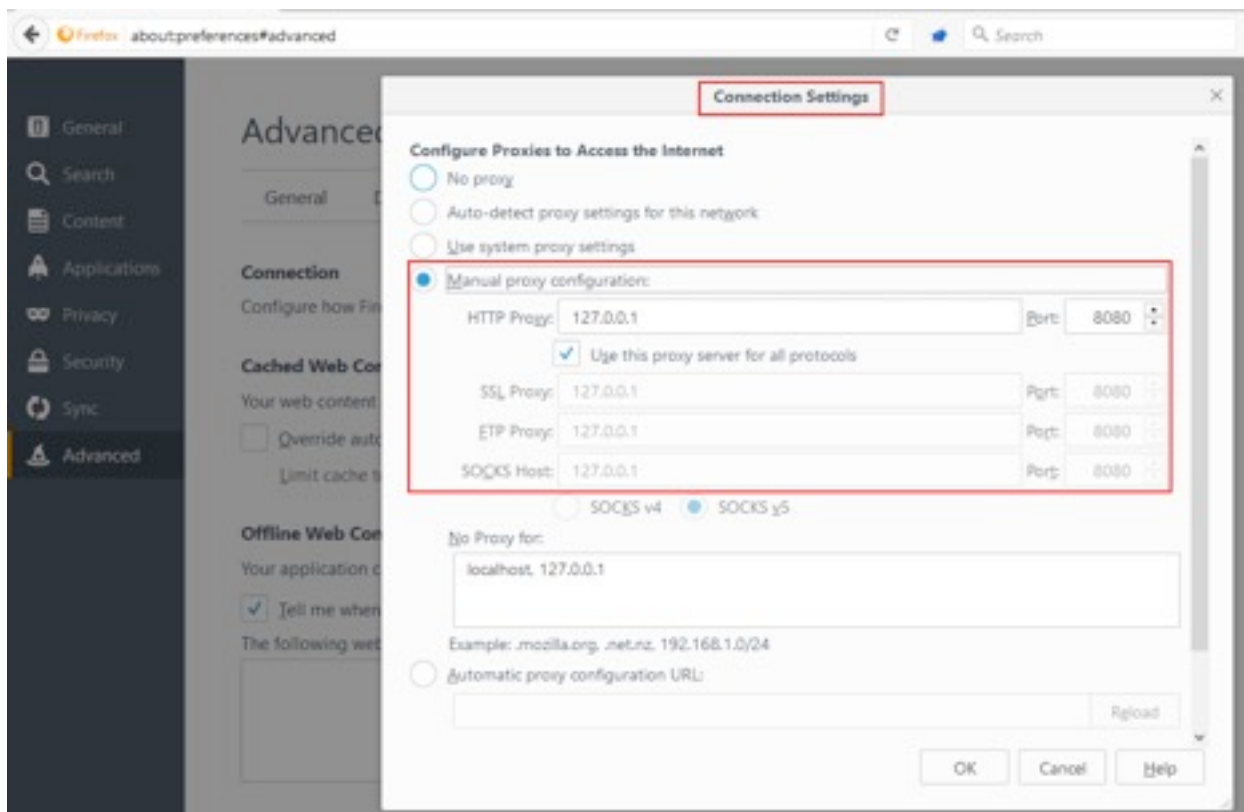 Firefox about:preferences#advanced Search
Connection Settings
General
Search
Content
Applications
Privacy
Security
Sync
Advanced
Advanced
General
Connection
Configure how Fir
Cached Web Con
Your web content
Override auto
Limit cache t
Offline Web Con
Your application c
Tell me when
The following wet
Configure Proxies to Access the Internet
No proxy
Auto-detect proxy settings for this network
Use system proxy settings
Manual proxy configuration:
HTTP Proxy: 127.0.0.1 Port: 8080
Use this proxy server for all protocols
SSL Proxy: 127.0.0.1 Port: 8080
FTP Proxy: 127.0.0.1 Port: 8080
SOCKS Host: 127.0.0.1 Port: 8080
SOCKS v4 SOCKS v5
No Proxy for:
localhost, 127.0.0.1
Example: .mozilla.org, .net.nz, 192.168.1.0/24
Automatic proxy configuration URL:
Reload
OK Cancel Help